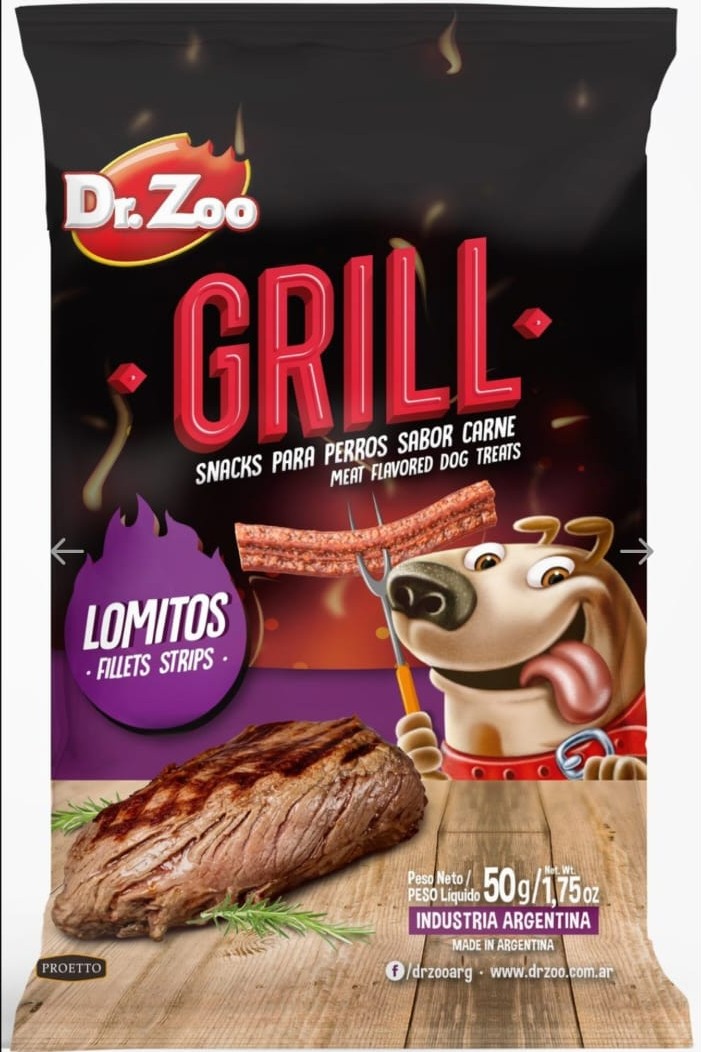 Dr. Zoo
GRILL
SNACKS PARA PERROS SABOR CARNE
MEAT FLAVORED DOG TREATS
LOMITOS
· FILLETS STRIPS ·
Peso Neto / PESO Líquido 50g/1,75oz Net. Wt.
INDUSTRIA ARGENTINA
MADE IN ARGENTINA
f/drzooarg · www.drzoo.com.ar
PROETTO